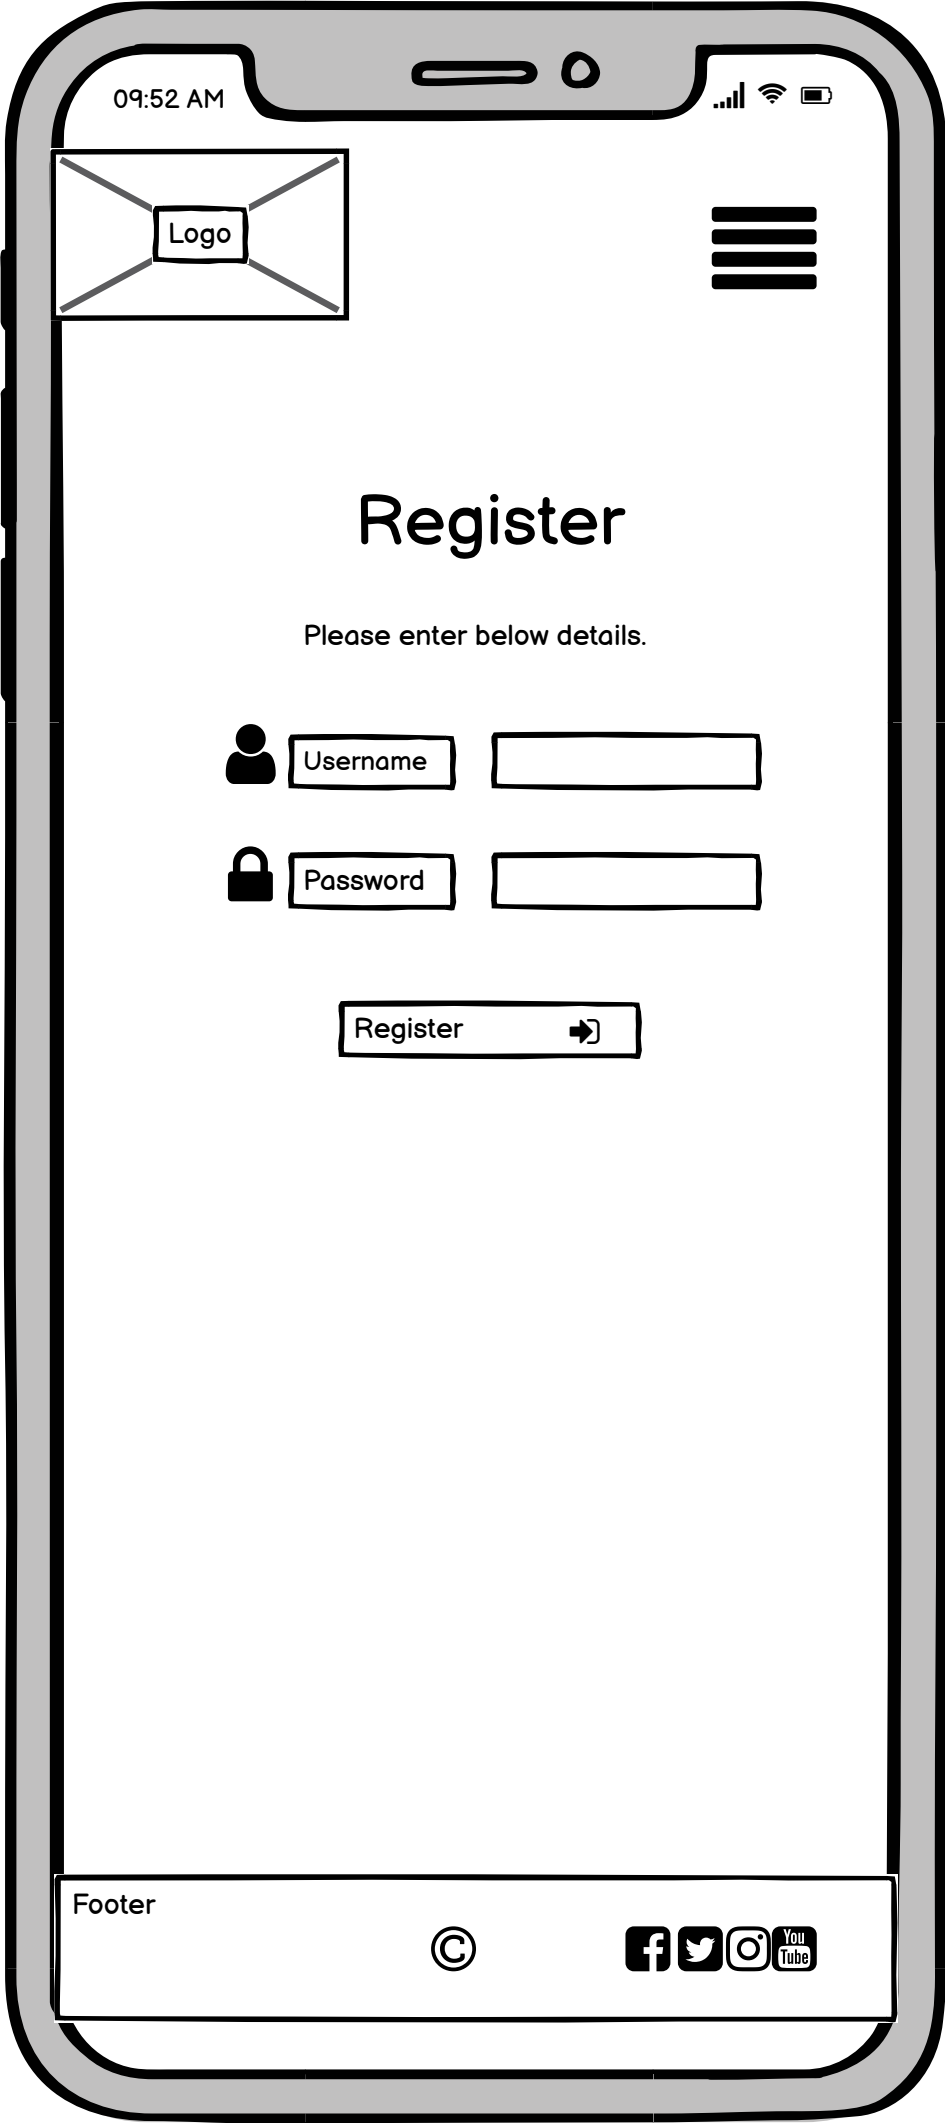 09:52 AM
Logo
Register
Please enter below details.
Username
Password
Register
Footer
©
You
Tube